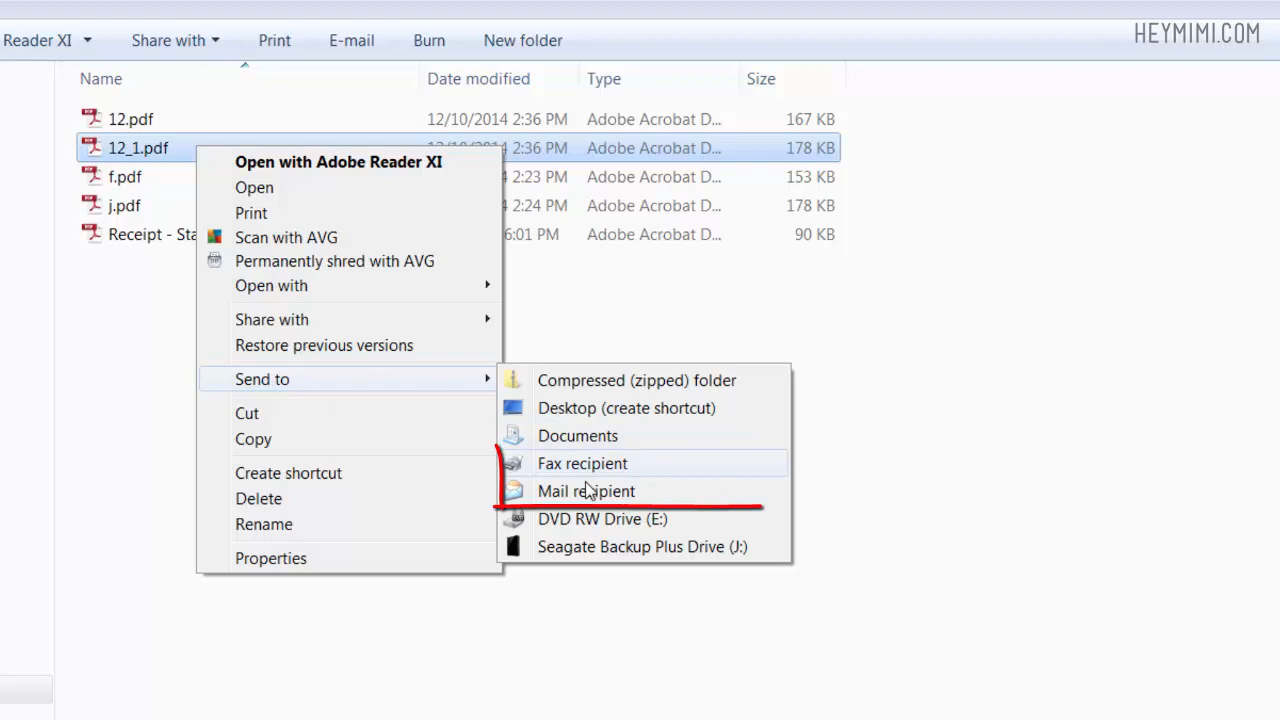 HEYMIMI.COM
Reader XI Share with Print E-mail Burn New folder
Name Date modified Type Size
12.pdf 12/10/2014 2:36 PM Adobe Acrobat D... 167 KB
12_1.pdf 2:36 PM Adobe Acrobat D... 178 KB
f.pdf 4 2:23 PM Adobe Acrobat D... 153 KB
j.pdf 4 2:24 PM Adobe Acrobat D... 178 KB
Receipt - Sta 6:01 PM Adobe Acrobat D... 90 KB
Open with Adobe Reader XI
Open
Print
Scan with AVG
Permanently shred with AVG
Open with
Share with
Restore previous versions
Send to
Cut
Copy
Create shortcut
Delete
Rename
Properties
Compressed (zipped) folder
Desktop (create shortcut)
Documents
Fax recipient
Mail recipient
DVD RW Drive (E:)
Seagate Backup Plus Drive (J:)